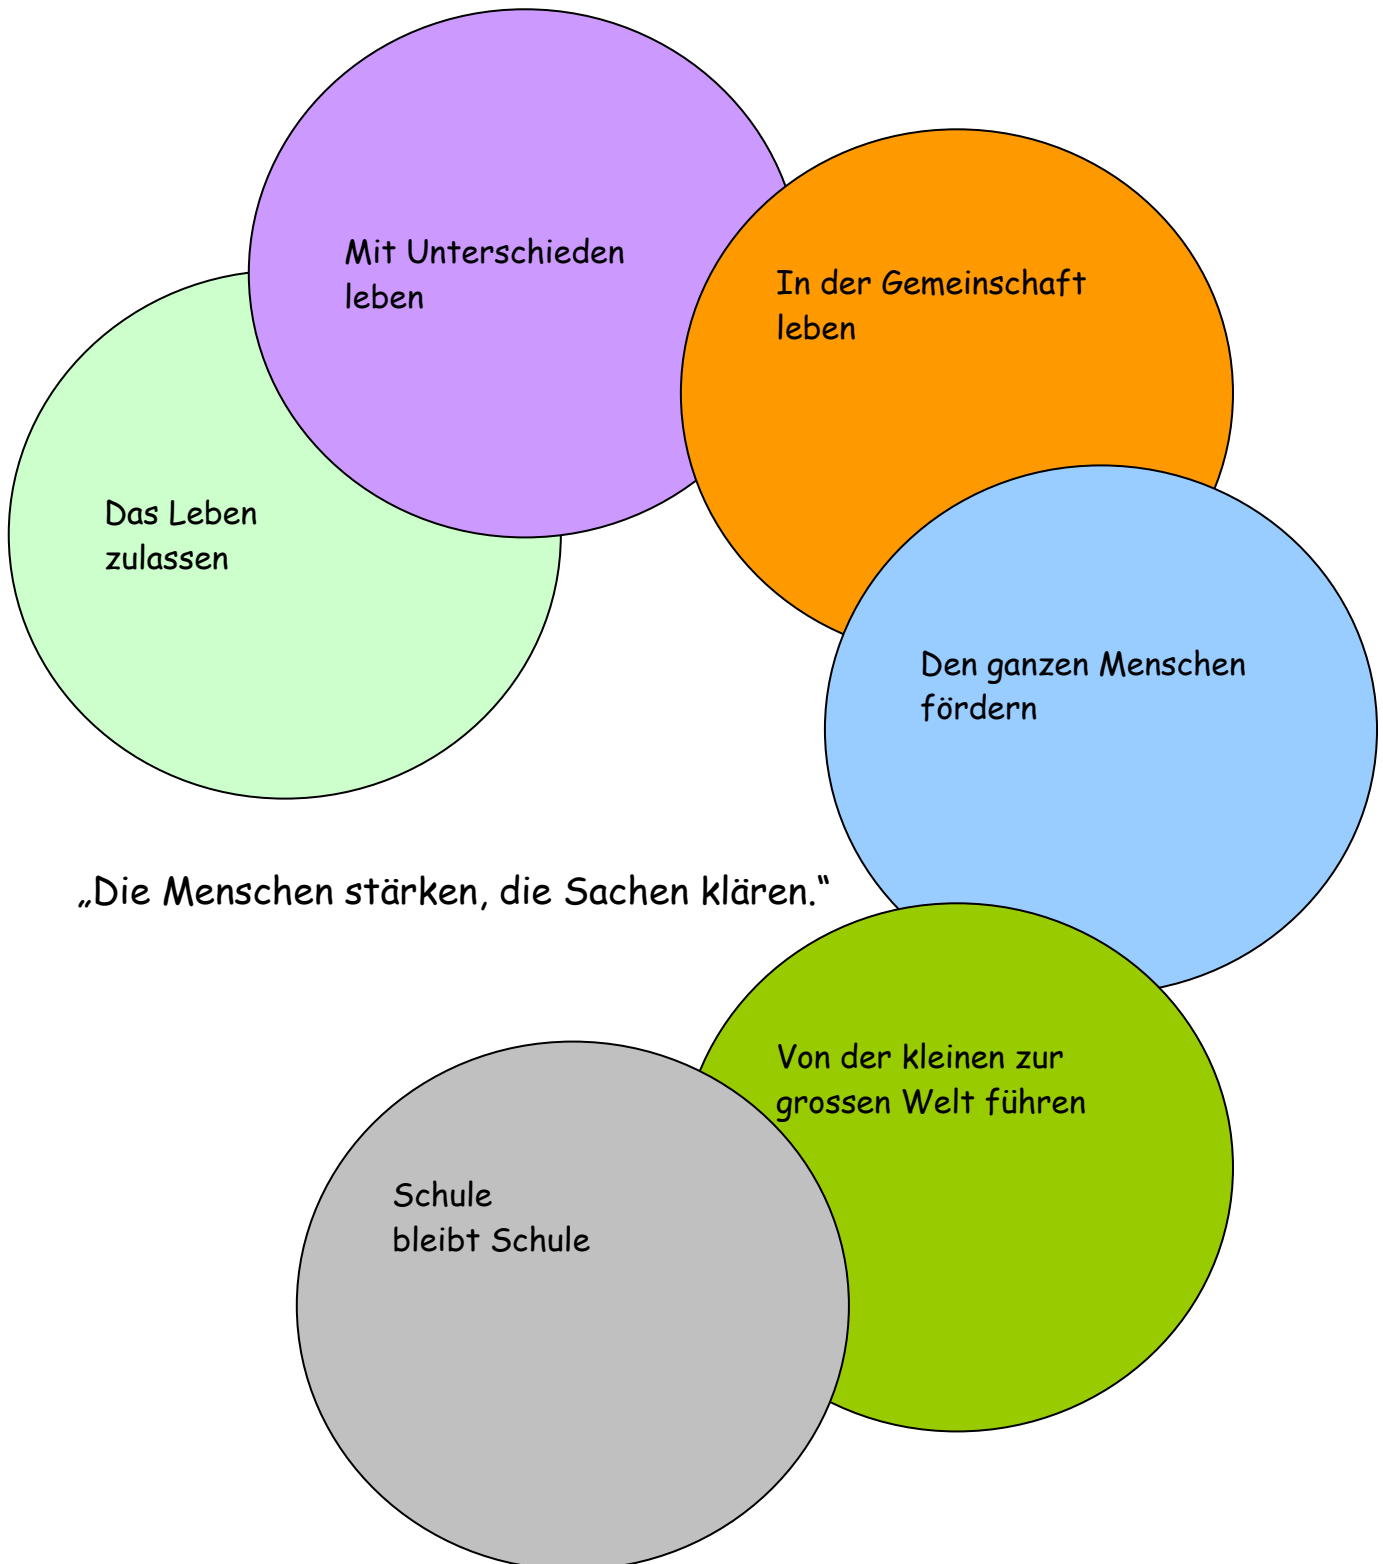 Mit Unterschieden
leben
In der Gemeinschaft
leben
Das Leben
zulassen
Den ganzen Menschen
fördern
„Die Menschen stärken, die Sachen klären.“
Von der kleinen zur
grossen Welt führen
Schule
bleibt Schule